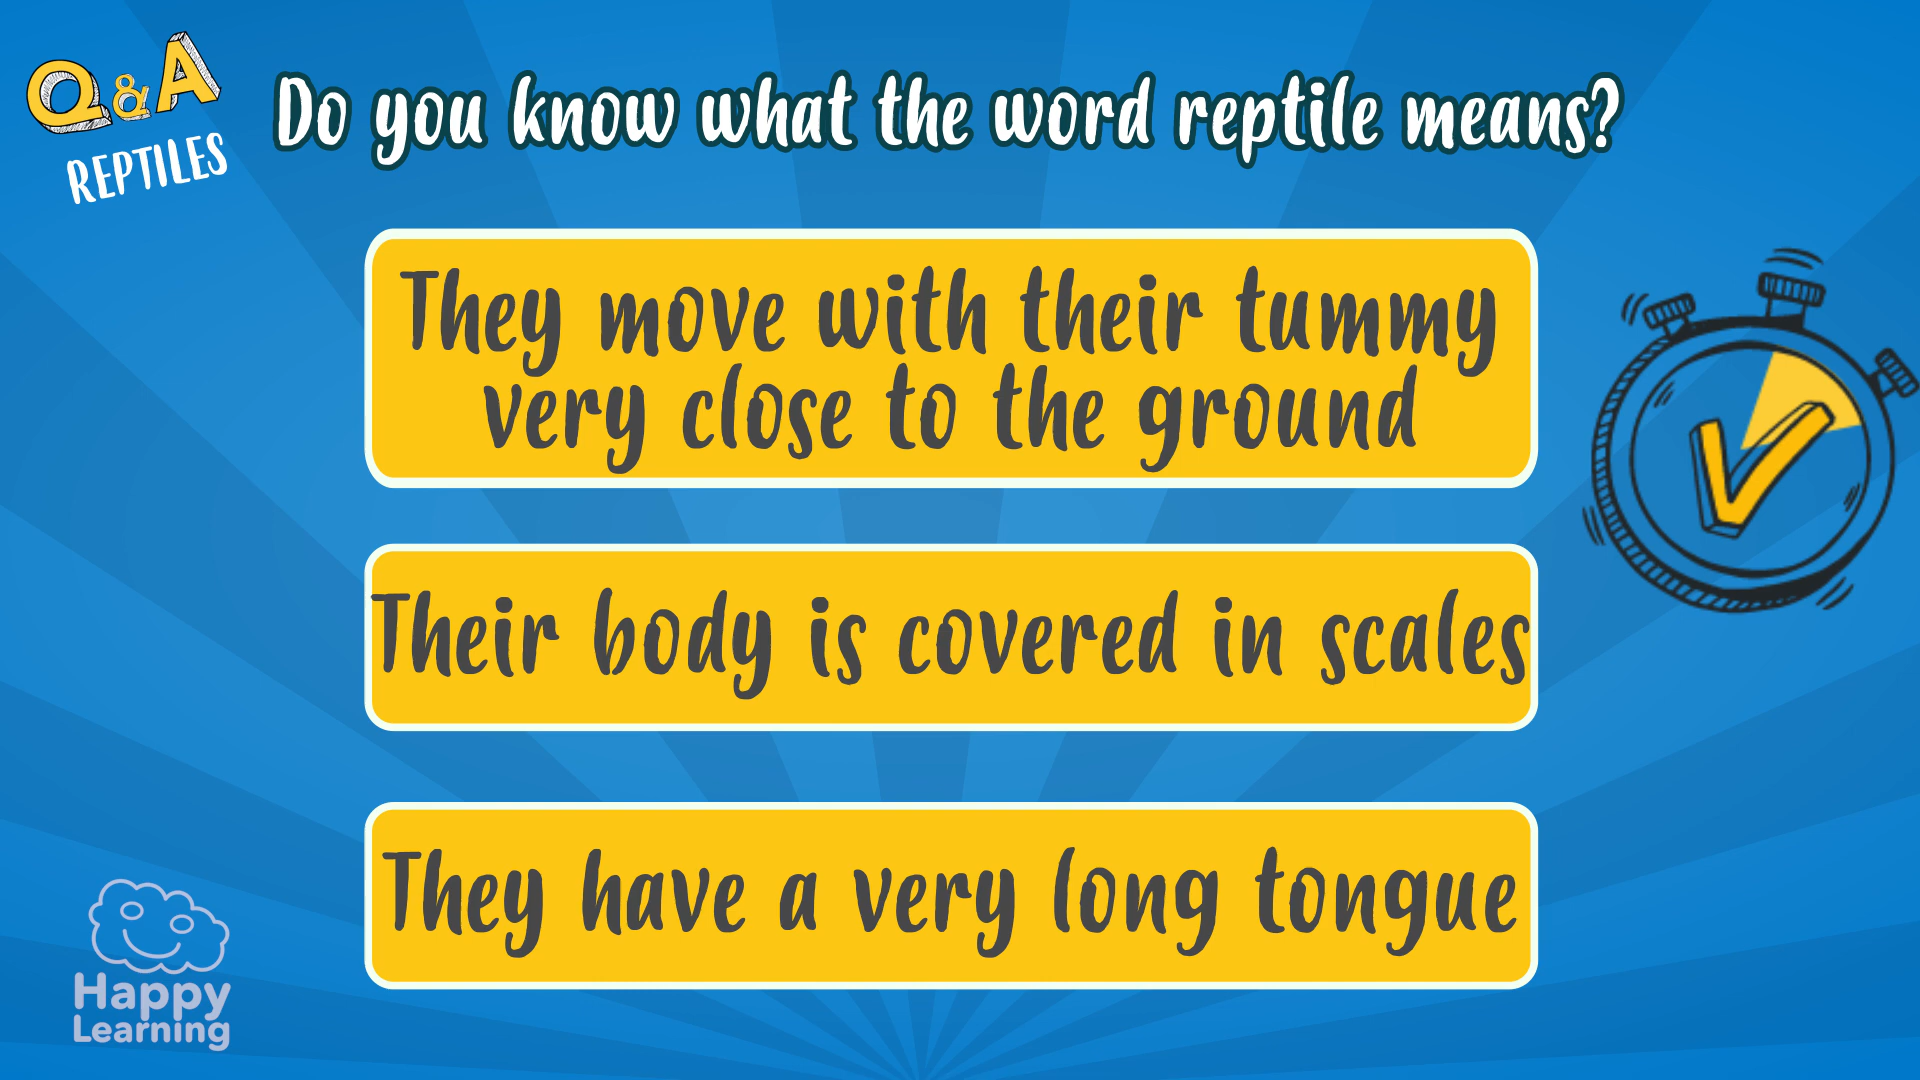 Q&A
REPTILES
Do you know what the word reptile means?
They move with their tummy
very close to the ground
Their body is covered in scales
They have a very long tongue
Happy
Learning